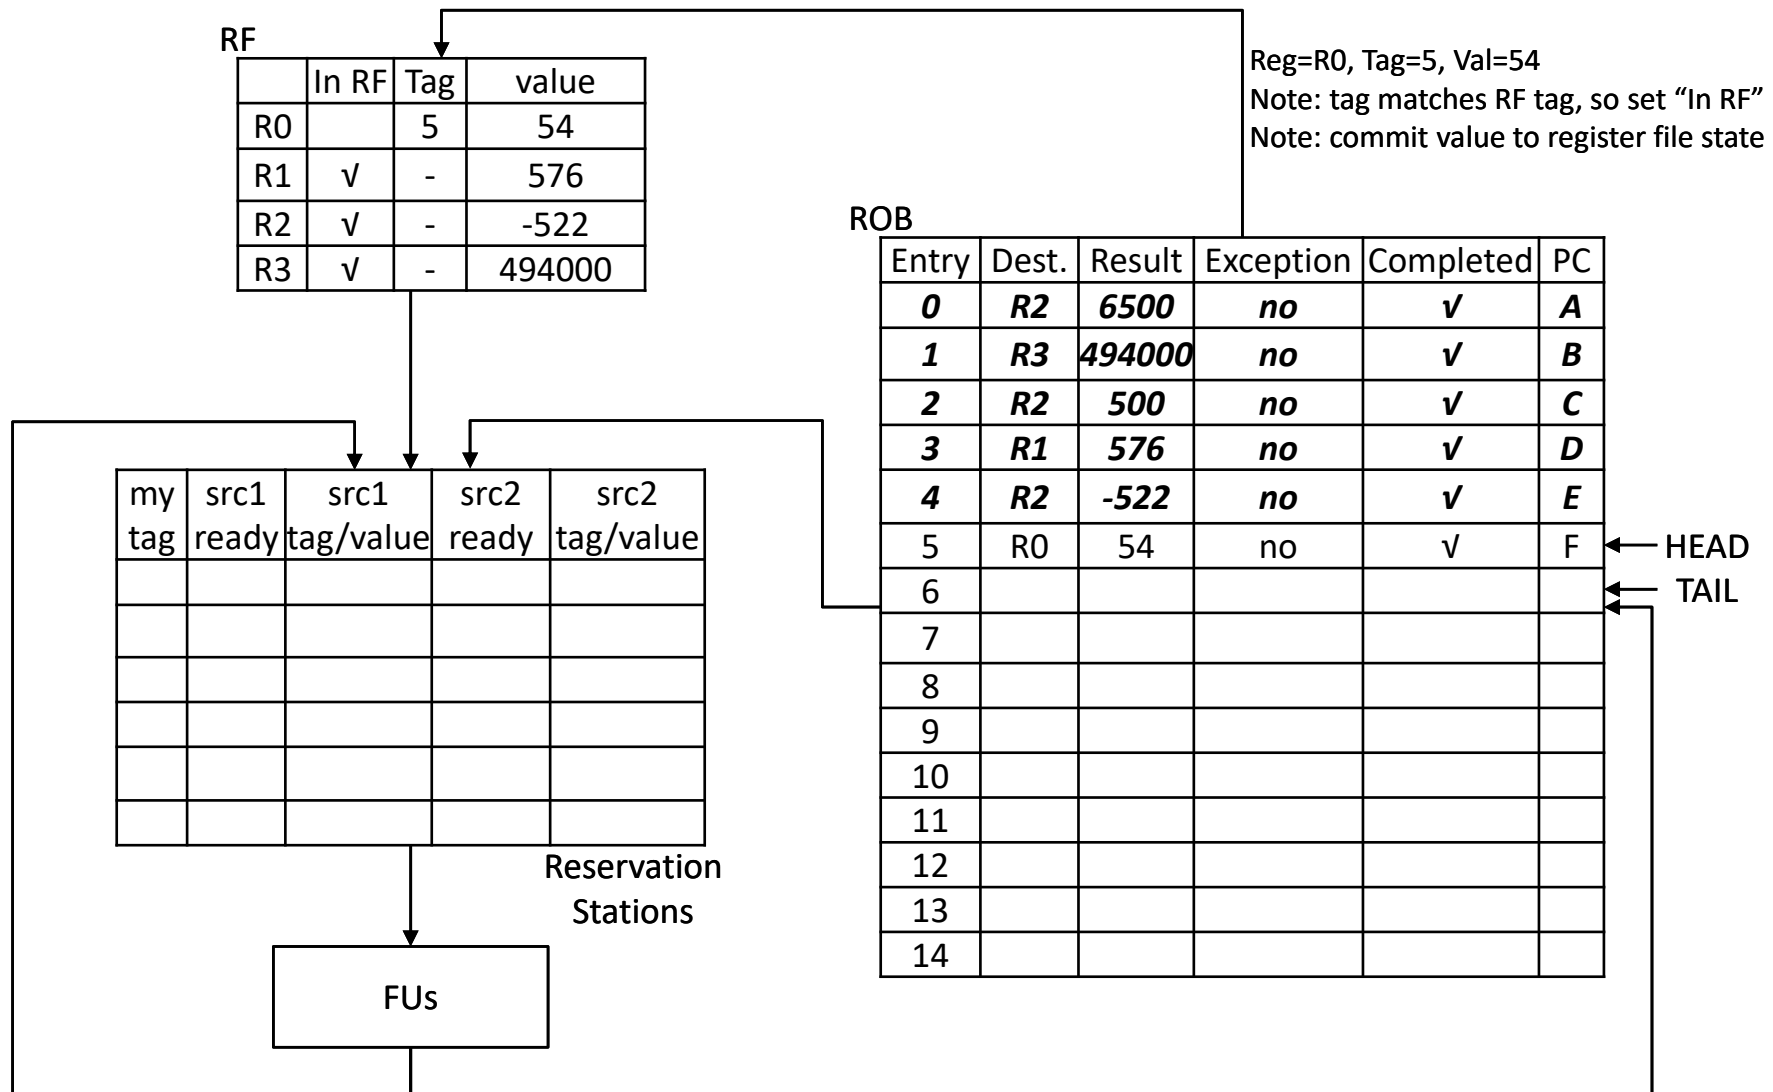 RF
In RF Tag value
R0 5 54
R1 √ - 576
R2 √ - -522
R3 √ - 494000
Reg=R0, Tag=5, Val=54
Note: tag matches RF tag, so set “In RF”
Note: commit value to register file state
ROB
Entry Dest. Result Exception Completed PC
0 R2 6500 no √ A
1 R3 494000 no √ B
2 R2 500 no √ C
3 R1 576 no √ D
4 R2 -522 no √ E
5 R0 54 no √ F
HEAD
6
TAIL
7
8
9
10
11
12
13
14
my src1 src1 src2 src2
tag ready tag/value ready tag/value
Reservation
Stations
FUs